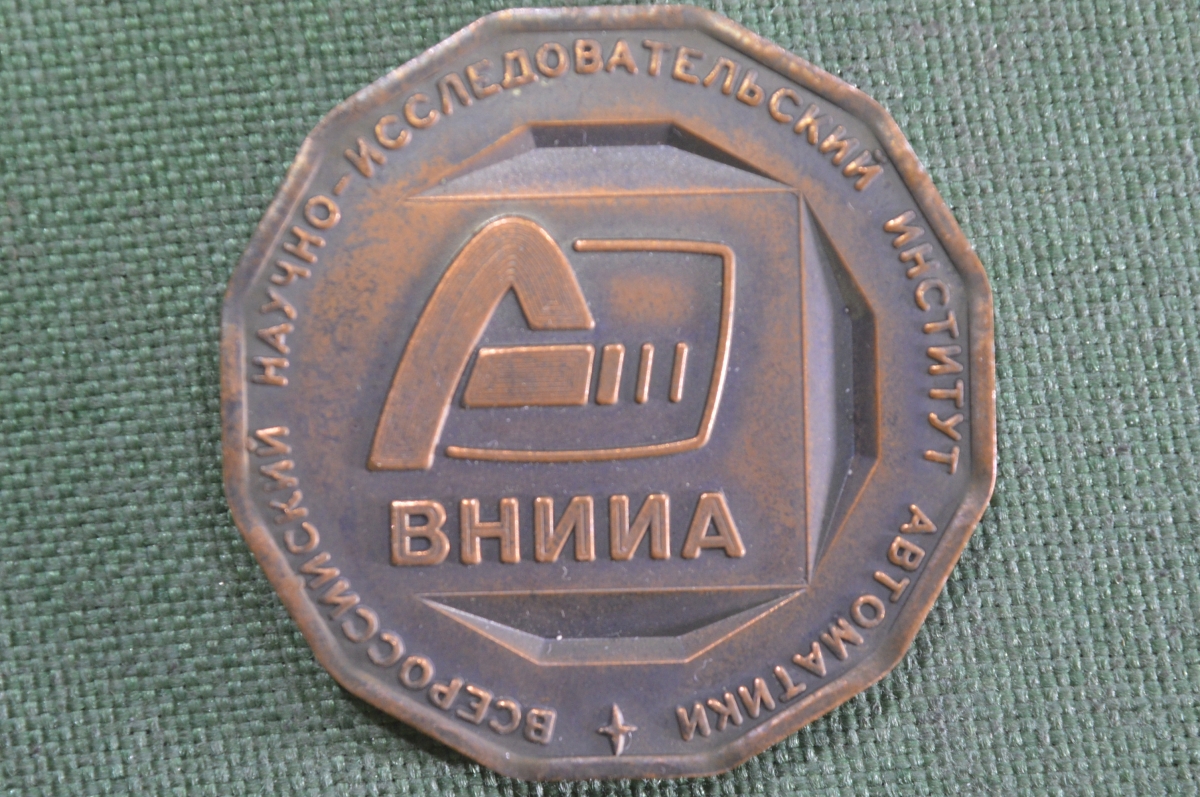 ВСЕРОССИЙСКИЙ НАУЧНО-ИССЛЕДОВАТЕЛЬСКИЙ ИНСТИТУТ АВТОМАТИКИ
ВНИИА